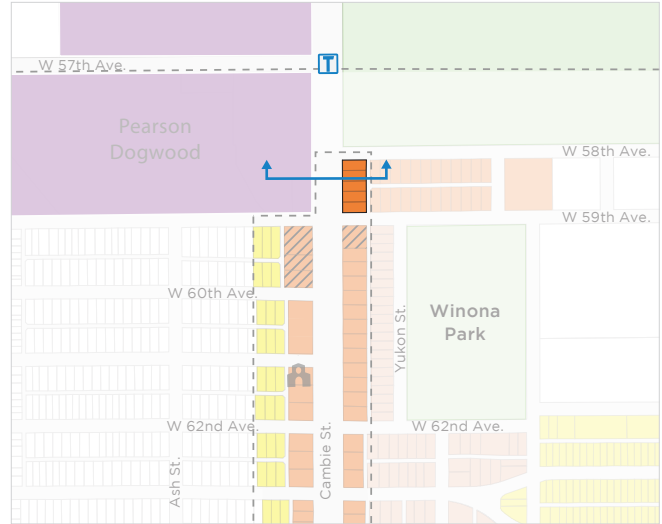 W 57th Ave.
T
Pearson
Dogwood
W 58th Ave.
W 59th Ave.
W 60th Ave.
Winona
Park
Yukon St.
W 62nd Ave.
W 62nd Ave.
Cambie St.
Ash St.